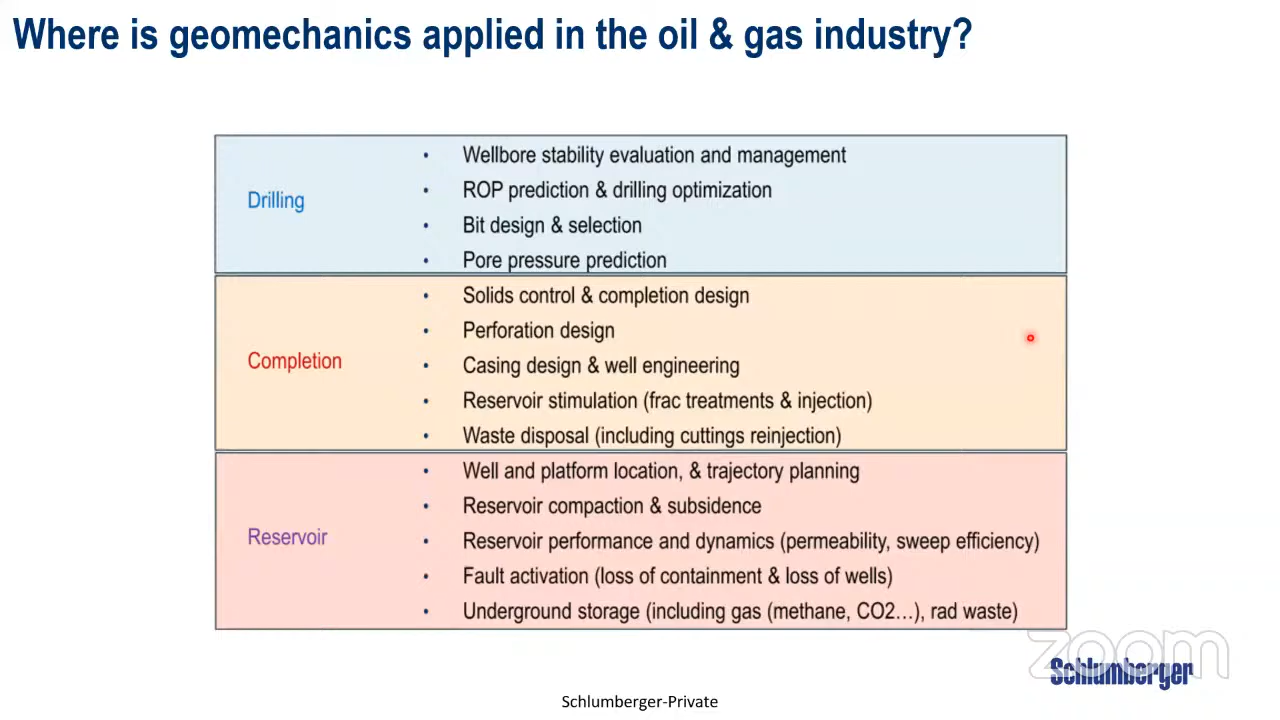 Where is geomechanics applied in the oil & gas industry?
Drilling
• Wellbore stability evaluation and management
• ROP prediction & drilling optimization
• Bit design & selection
• Pore pressure prediction
Completion
• Solids control & completion design
• Perforation design
• Casing design & well engineering
• Reservoir stimulation (frac treatments & injection)
• Waste disposal (including cuttings reinjection)
Reservoir
• Well and platform location, & trajectory planning
• Reservoir compaction & subsidence
• Reservoir performance and dynamics (permeability, sweep efficiency)
• Fault activation (loss of containment & loss of wells)
• Underground storage (including gas (methane, CO2…), rad waste)
zoom
Schlumberger
Schlumberger-Private